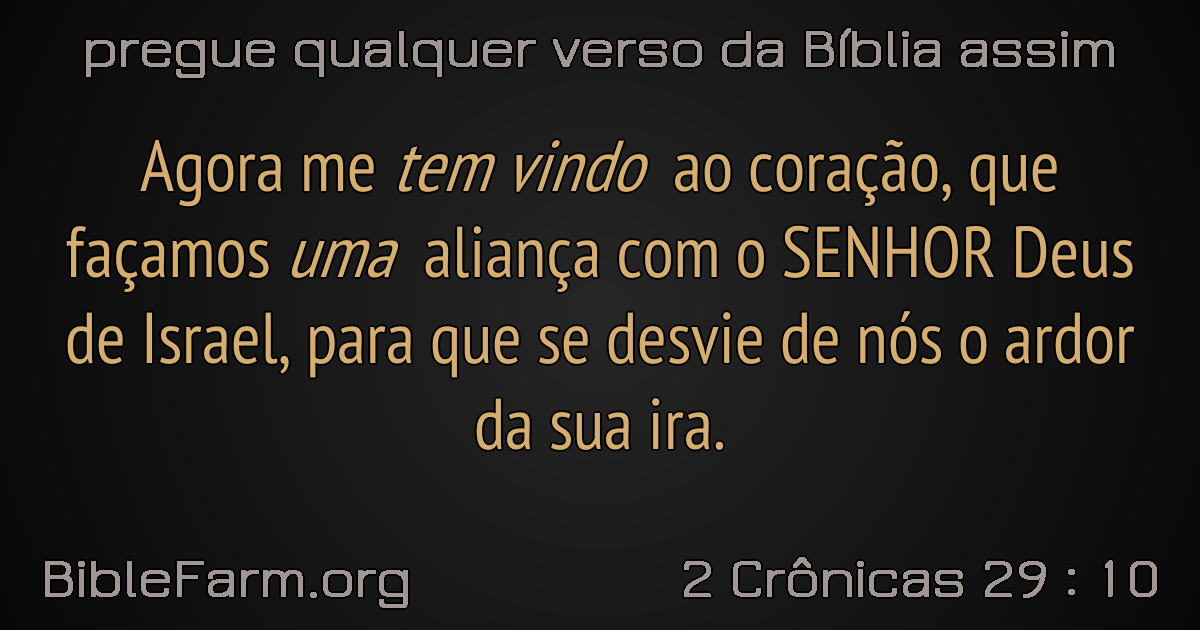 pregue qualquer verso da Bíblia assim
Agora me tem vindo ao coração, que
façamos uma aliança com o SENHOR Deus
de Israel, para que se desvie de nós o ardor
da sua ira.
BibleFarm.org
2 Crônicas 29 : 10